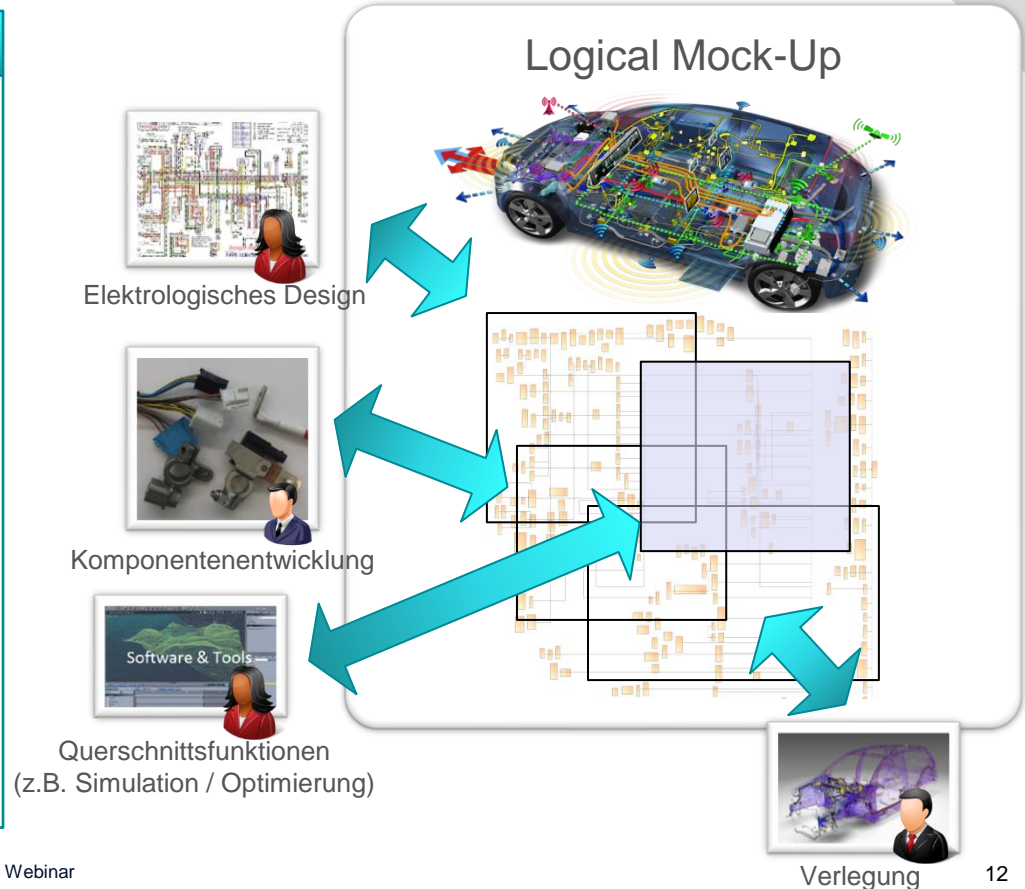 Logical Mock-Up
Elektrologisches Design
Komponentenentwicklung
Software & Tools
Querschnittsfunktionen
(z.B. Simulation / Optimierung)
Verlegung
Webinar
12